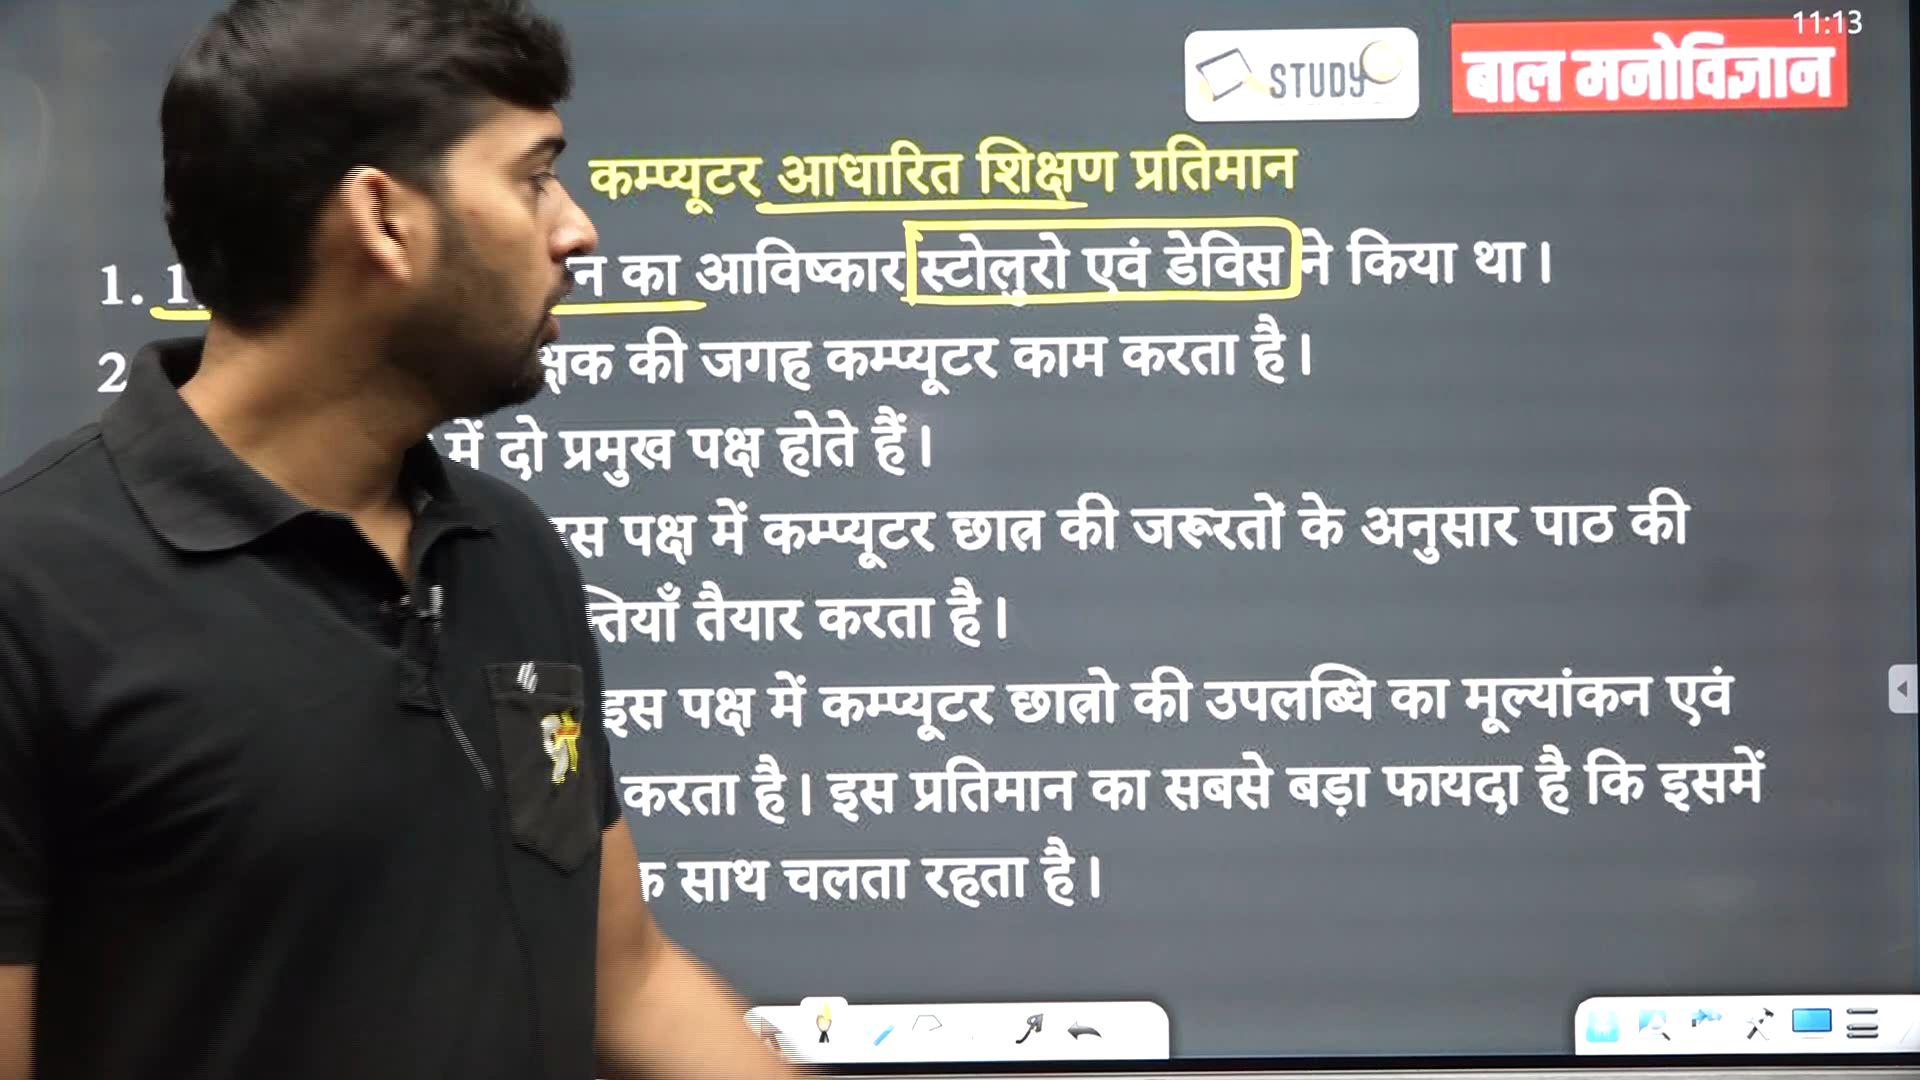 11:13
STUDY
बाल मनोविज्ञान
कम्प्यूटर आधारित शिक्षण प्रतिमान
1. का आविष्कार स्टोलुरो एवं डेविस ने किया था।
2 की जगह कम्प्यूटर काम करता है।
में दो प्रमुख पक्ष होते हैं।
पक्ष में कम्प्यूटर छात्र की जरूरतों के अनुसार पाठ की
तैयार करता है।
इस पक्ष में कम्प्यूटर छात्रो की उपलब्धि का मूल्यांकन एवं
करता है। इस प्रतिमान का सबसे बड़ा फायदा है कि इसमें
साथ चलता रहता है।